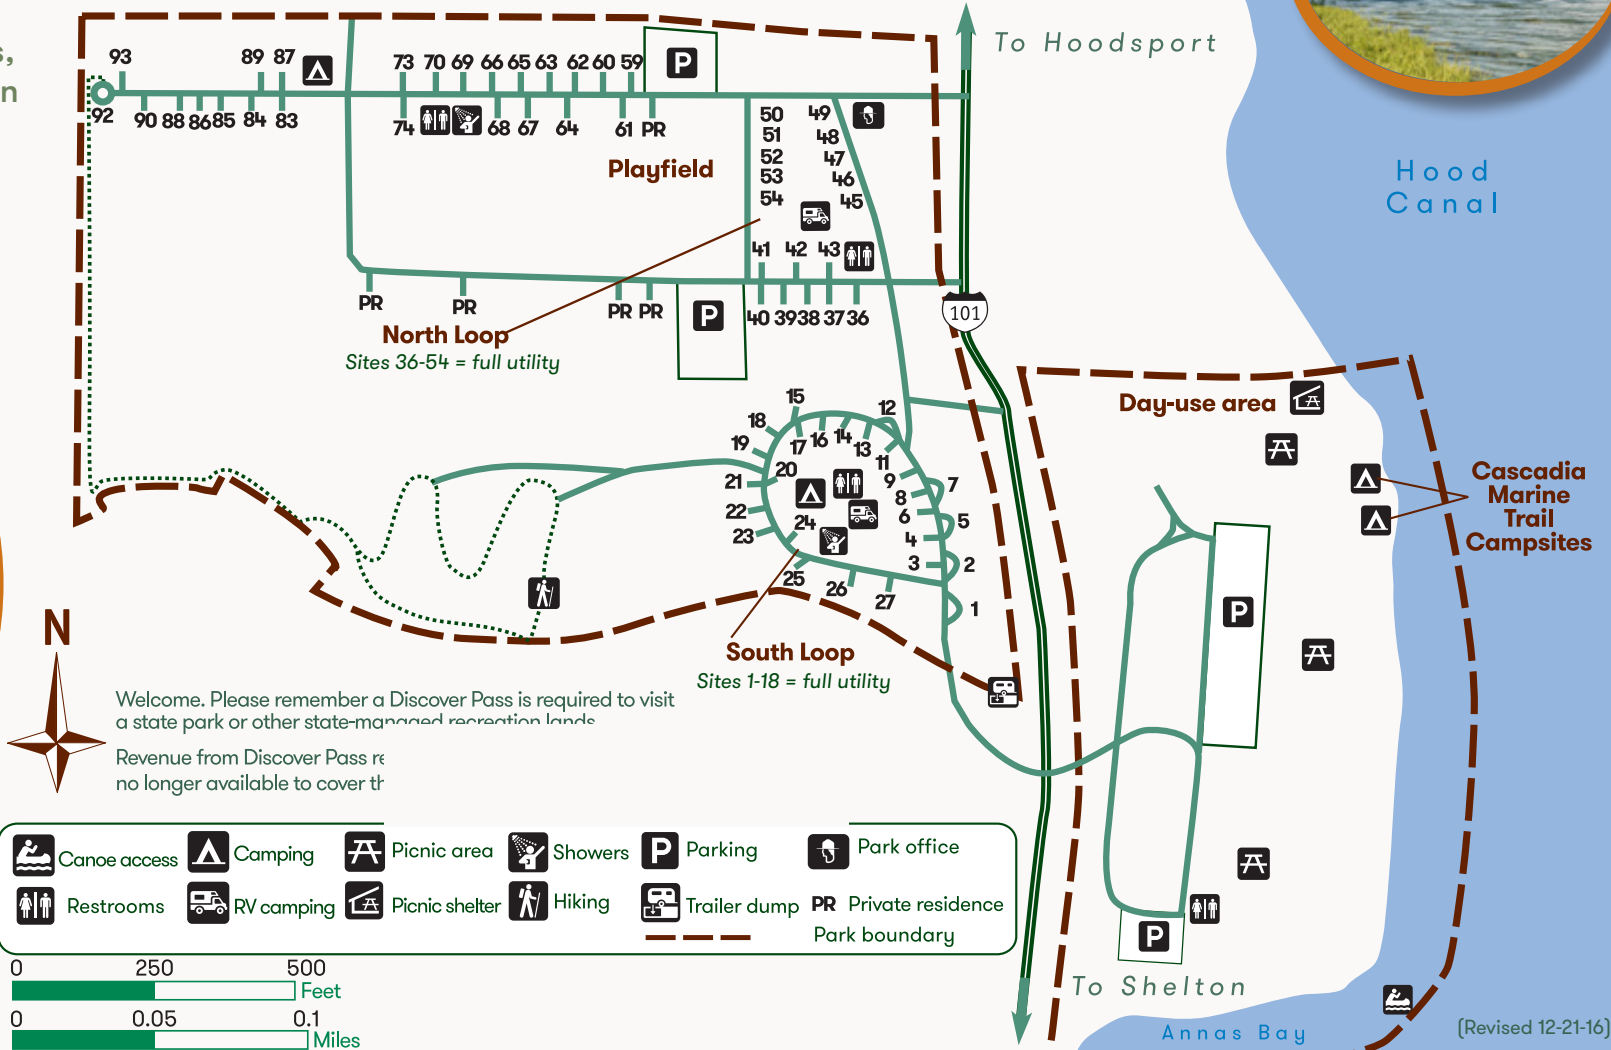 s,
n
To Hoodsport
93
89 87
73 70 69 66 65 63 62 60 59
P
92 90 88 86 85 84 83
74 68 67 64 61 PR
50 49
51 48
52 47
53 46
54 45
Playfield
Hood
Canal
41 42 43
PR PR PR PR
P
40 39 38 37 36
101
North Loop
Sites 36-54 = full utility
Day-use area
15 12
18 17 16 14 13
19 11
20 9 7
21 8
22 24 6 5
23 4
3 2
25 26 27 1
Cascadia
Marine
Trail
Campsites
P
N
South Loop
Sites 1-18 = full utility
Welcome. Please remember a Discover Pass is required to visit
a state park or other state-managed recreation lands
Revenue from Discover Pass re
no longer available to cover th
Canoe access Camping Picnic area Showers P Parking Park office
Restrooms RV camping Picnic shelter Hiking Trailer dump PR Private residence
Park boundary
P
0 250 500
Feet
0 0.05 0.1
Miles
To Shelton
Annas Bay
(Revised 12-21-16)